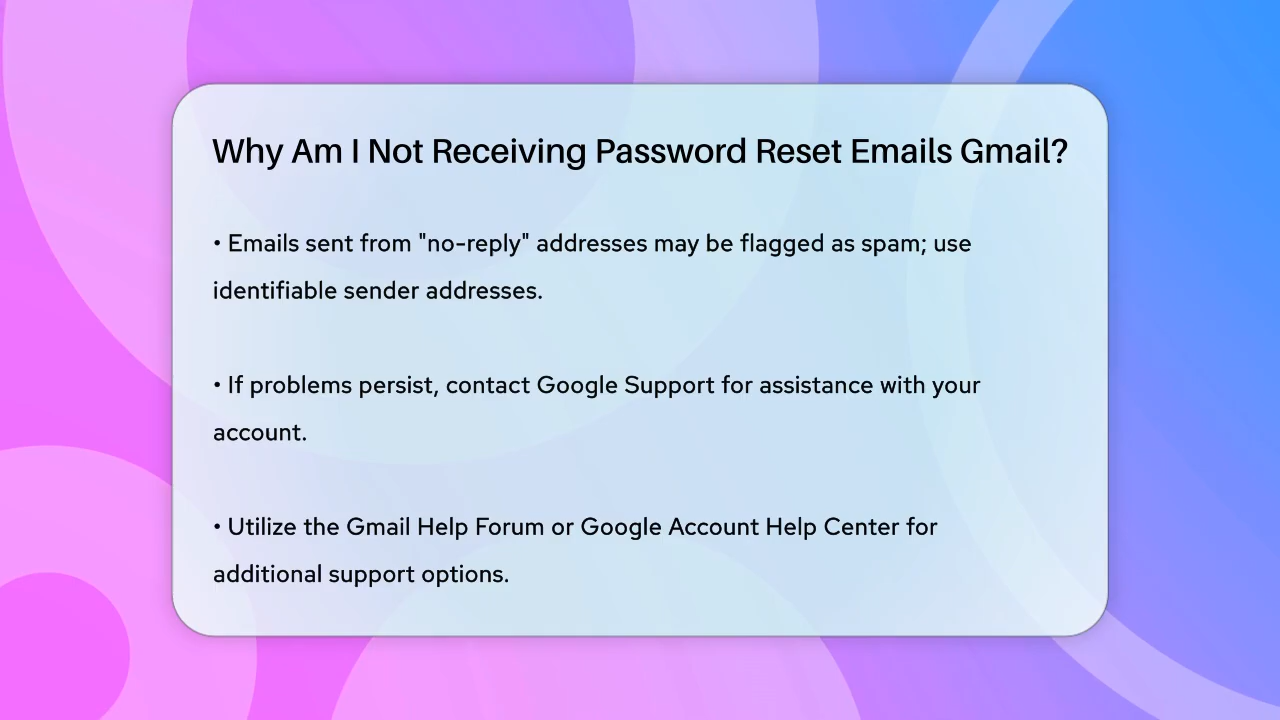 Why Am I Not Receiving Password Reset Emails Gmail?
• Emails sent from "no-reply" addresses may be flagged as spam; use
identifiable sender addresses.
• If problems persist, contact Google Support for assistance with your
account.
• Utilize the Gmail Help Forum or Google Account Help Center for
additional support options.